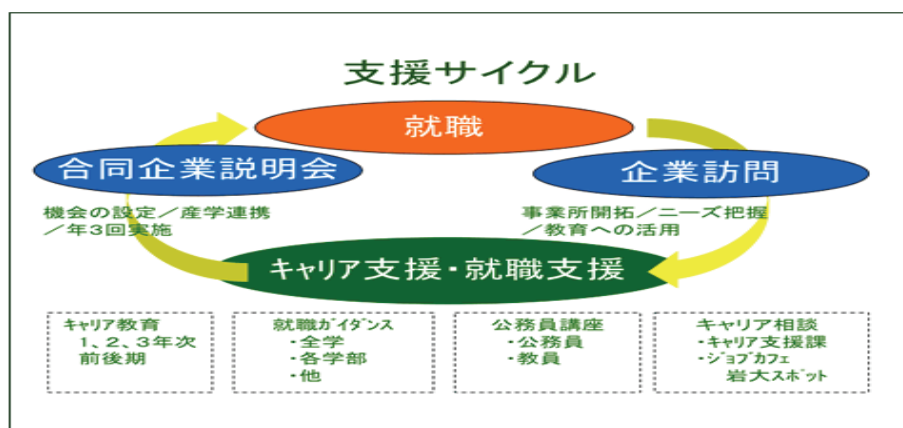 支援サイクル
就職
合同企業説明会
企業訪問
機会の設定／産学連携
／年3回実施
事業所開拓／ニーズ把握
／教育への活用
キャリア支援・就職支援
キャリア教育
1、2、3年次
前後期
就職ガイダンス
・全学
・各学部
・他
公務員講座
・公務員
・教員
キャリア相談
・キャリア支援課
・ジョブカフェ
岩大スポット